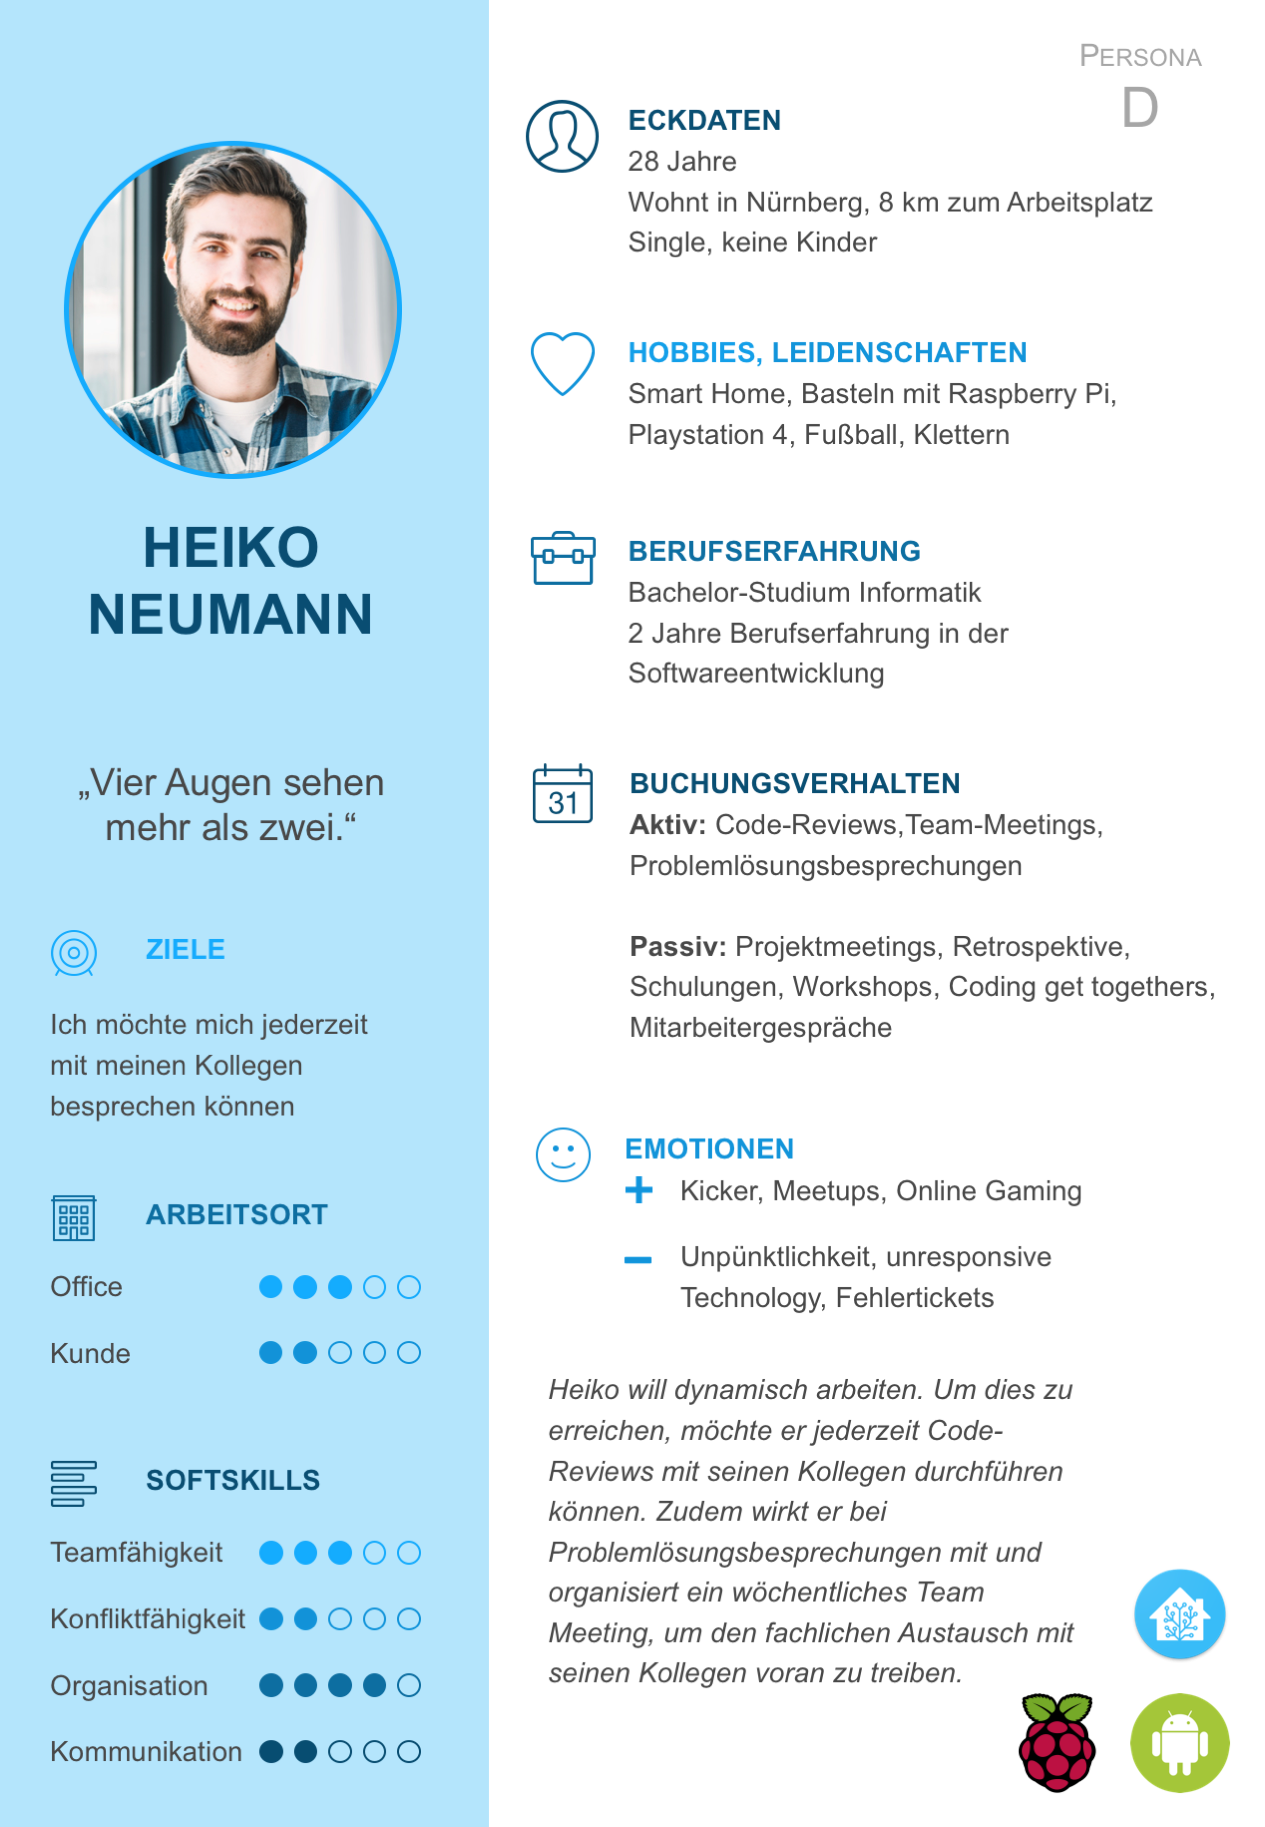 PERSONA
D
HEIKO
NEUMANN
„Vier Augen sehen
mehr als zwei.“
ZIELE
Ich möchte mich jederzeit
mit meinen Kollegen
besprechen können
ARBEITSORT
Office
Kunde
SOFTSKILLS
Teamfähigkeit
Konfliktfähigkeit
Organisation
Kommunikation
ECKDATEN
28 Jahre
Wohnt in Nürnberg, 8 km zum Arbeitsplatz
Single, keine Kinder
HOBBIES, LEIDENSCHAFTEN
Smart Home, Basteln mit Raspberry Pi,
Playstation 4, Fußball, Klettern
BERUFSERFAHRUNG
Bachelor-Studium Informatik
2 Jahre Berufserfahrung in der
Softwareentwicklung
31
BUCHUNGSVERHALTEN
Aktiv: Code-Reviews,Team-Meetings,
Problemlösungsbesprechungen
Passiv: Projektmeetings, Retrospektive,
Schulungen, Workshops, Coding get togethers,
Mitarbeitergespräche
EMOTIONEN
+ Kicker, Meetups, Online Gaming
– Unpünktlichkeit, unresponsive
Technology, Fehlertickets
Heiko will dynamisch arbeiten. Um dies zu
erreichen, möchte er jederzeit Code-
Reviews mit seinen Kollegen durchführen
können. Zudem wirkt er bei
Problemlösungsbesprechungen mit und
organisiert ein wöchentliches Team
Meeting, um den fachlichen Austausch mit
seinen Kollegen voran zu treiben.